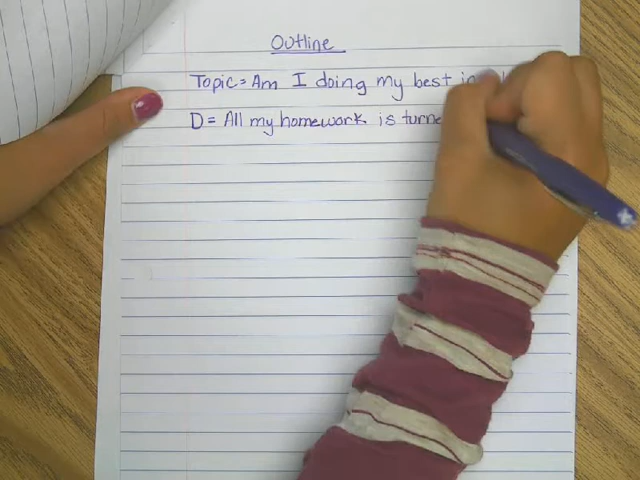 Outline
Topic = Am I doing my best in
D = All my homework is turne